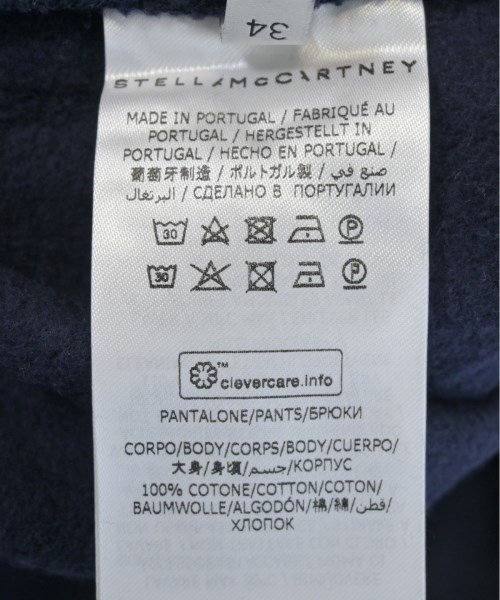 34
STELLA McCARTNEY
MADE IN PORTUGAL / FABRIQUÉ AU
PORTUGAL / HERGESTELLT IN
PORTUGAL / HECHO EN PORTUGAL /
葡萄牙制造 / ポルトガル製 / صنع في
البرتغال / СДЕЛАНО В ПОРТУГАЛИИ
30 P
30 P
™
clevercare.info
PANTALONE/PANTS/БРЮКИ
CORPO/BODY/CORPS/BODY/CUERPO/
大身/身頃/جسم/КОРПУС
100% COTONE/COTTON/COTON/
BAUMWOLLE/ALGODÓN/棉/綿/قطن/
ХЛОПОК